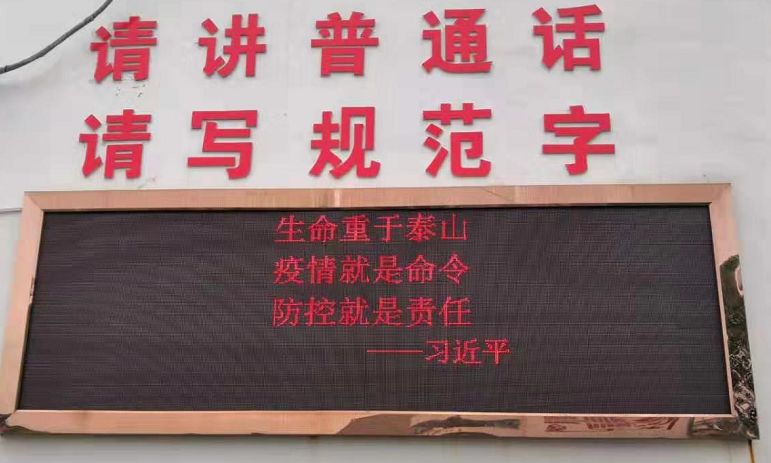 请讲普通话
请写规范字
生命重于泰山
疫情就是命令
防控就是责任
——习近平